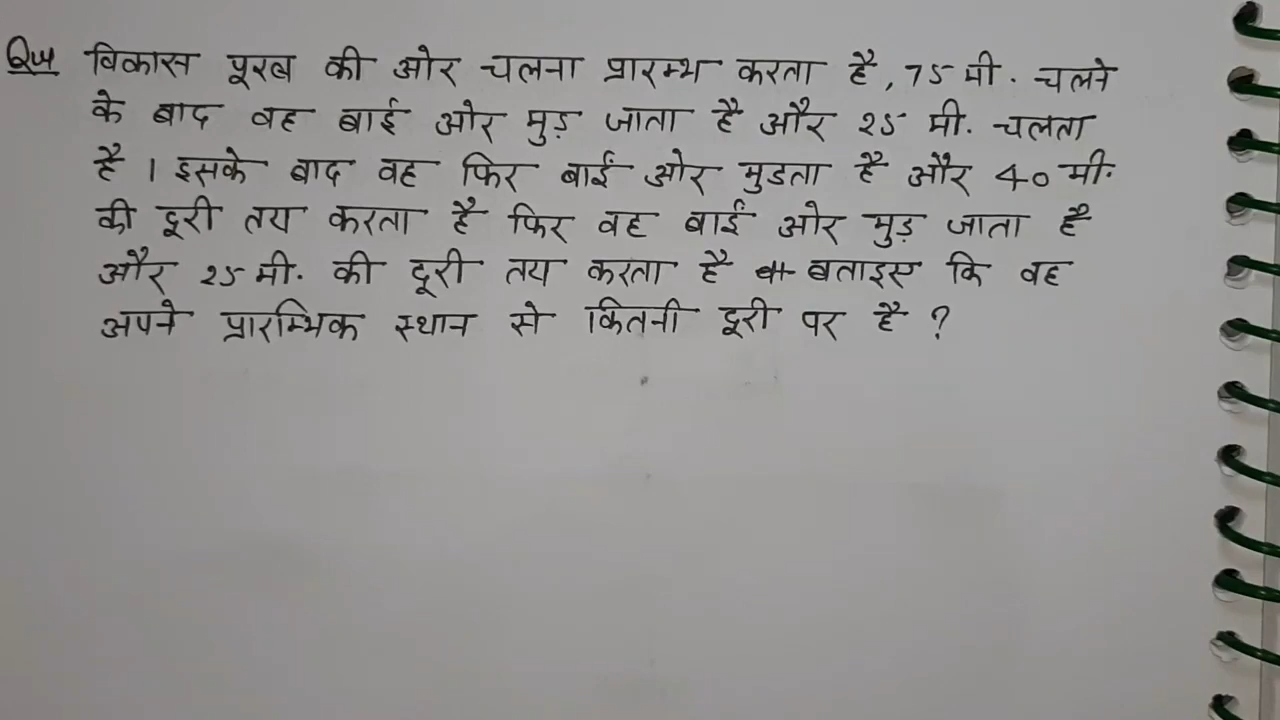 Qus विकास पूरब की ओर चलना प्रारम्भ करता है, 75 मी. चलने
के बाद वह बाई ओर मुड़ जाता है और 25 मी. चलता
है । इसके बाद वह फिर बाईं ओर मुडता है और 40 मी.
की दूरी तय करता है फिर वह बाईं ओर मुड़ जाता है
और 25 मी. की दूरी तय करता है बताइए कि वह
अपने प्रारम्भिक स्थान से कितनी दूरी पर है ?